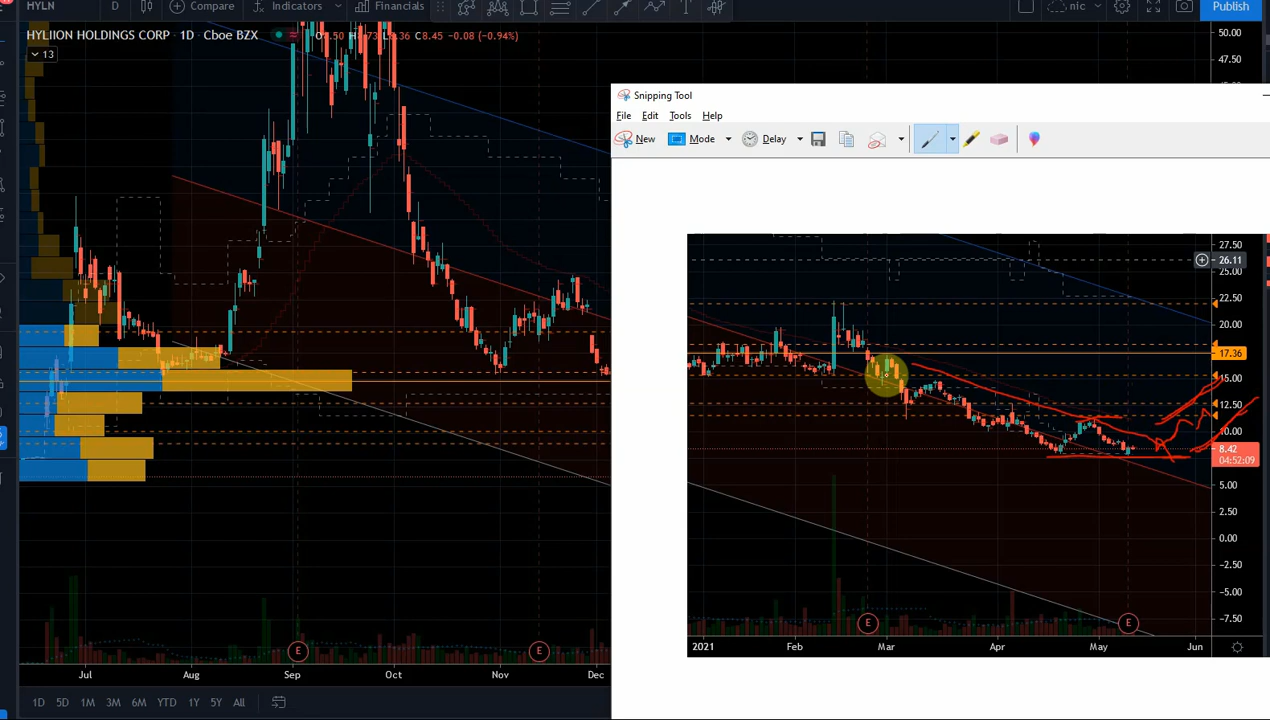 HYLN D Compare Indicators Financials nic Publish
HYLIION HOLDINGS CORP · 1D · Cboe BZX
C8.45 −0.08 (−0.94%)
13
50.00
47.50
Snipping Tool
File Edit Tools Help
New Mode Delay
27.50
26.11
25.00
22.50
20.00
17.36
15.00
12.50
10.00
8.42
04:52:09
5.00
2.50
0.00
−2.50
−5.00
−7.50
E E
E E
Jul Aug Sep Oct Nov Dec
2021 Feb Mar Apr May Jun
1D 5D 1M 3M 6M YTD 1Y 5Y All